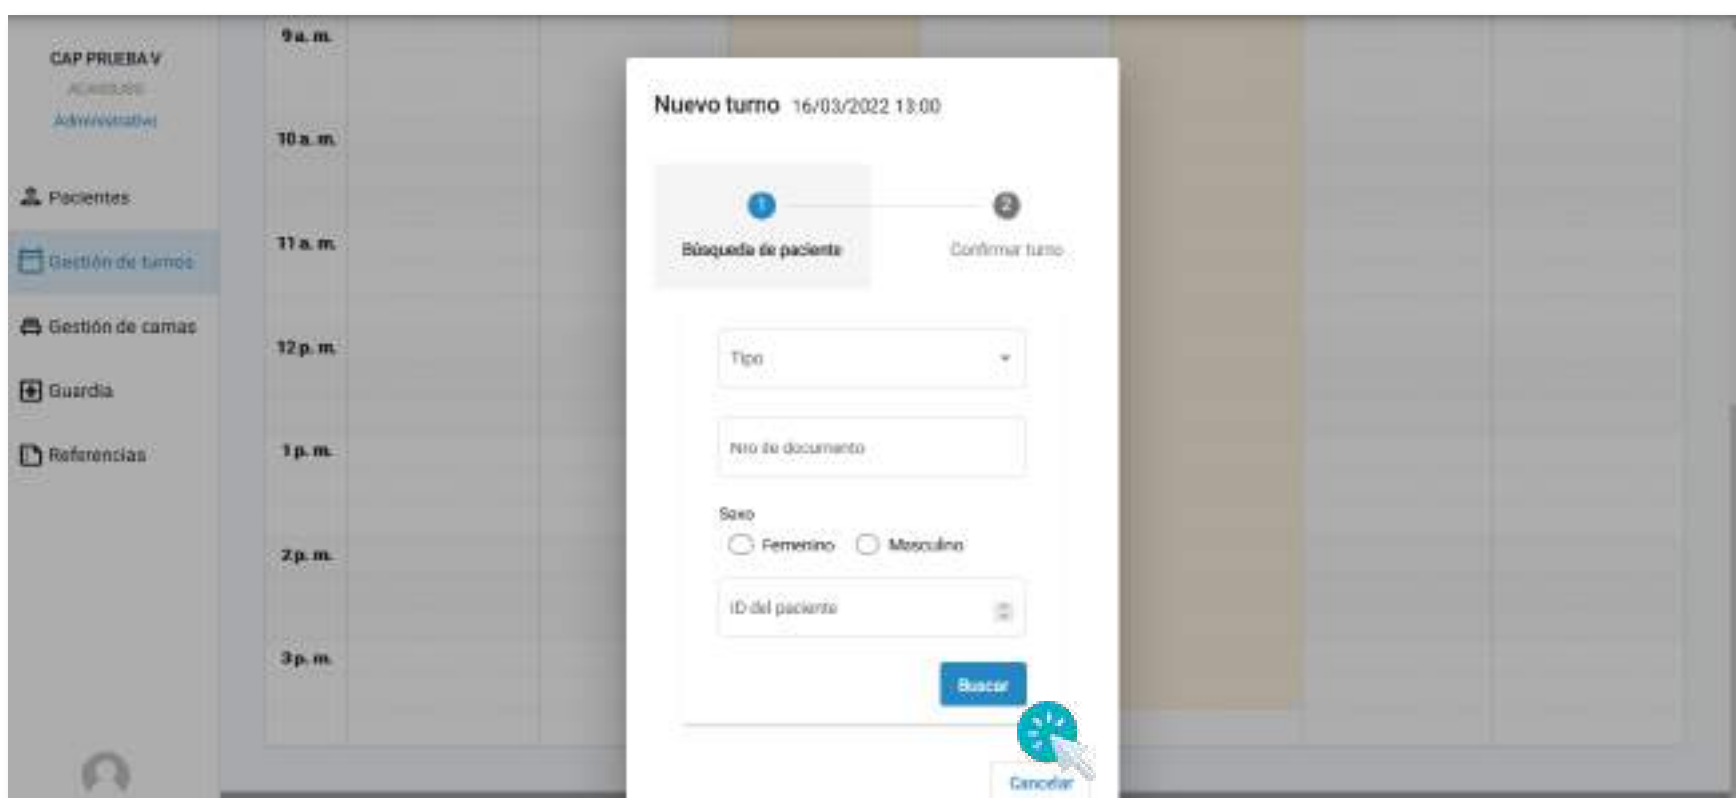 CAP PRUEBA V
Administrativo
Pacientes
Gestión de turnos
Gestión de camas
Guardia
Referencias
9 a. m.
10 a. m.
11 a. m.
12 p. m.
1 p. m.
2 p. m.
3 p. m.
Nuevo turno 16/03/2022 13:00
1
2
Búsqueda de paciente
Confirmar turno
Tipo
Nro de documento
Sexo
Femenino Masculino
ID del paciente
Buscar
Cancelar